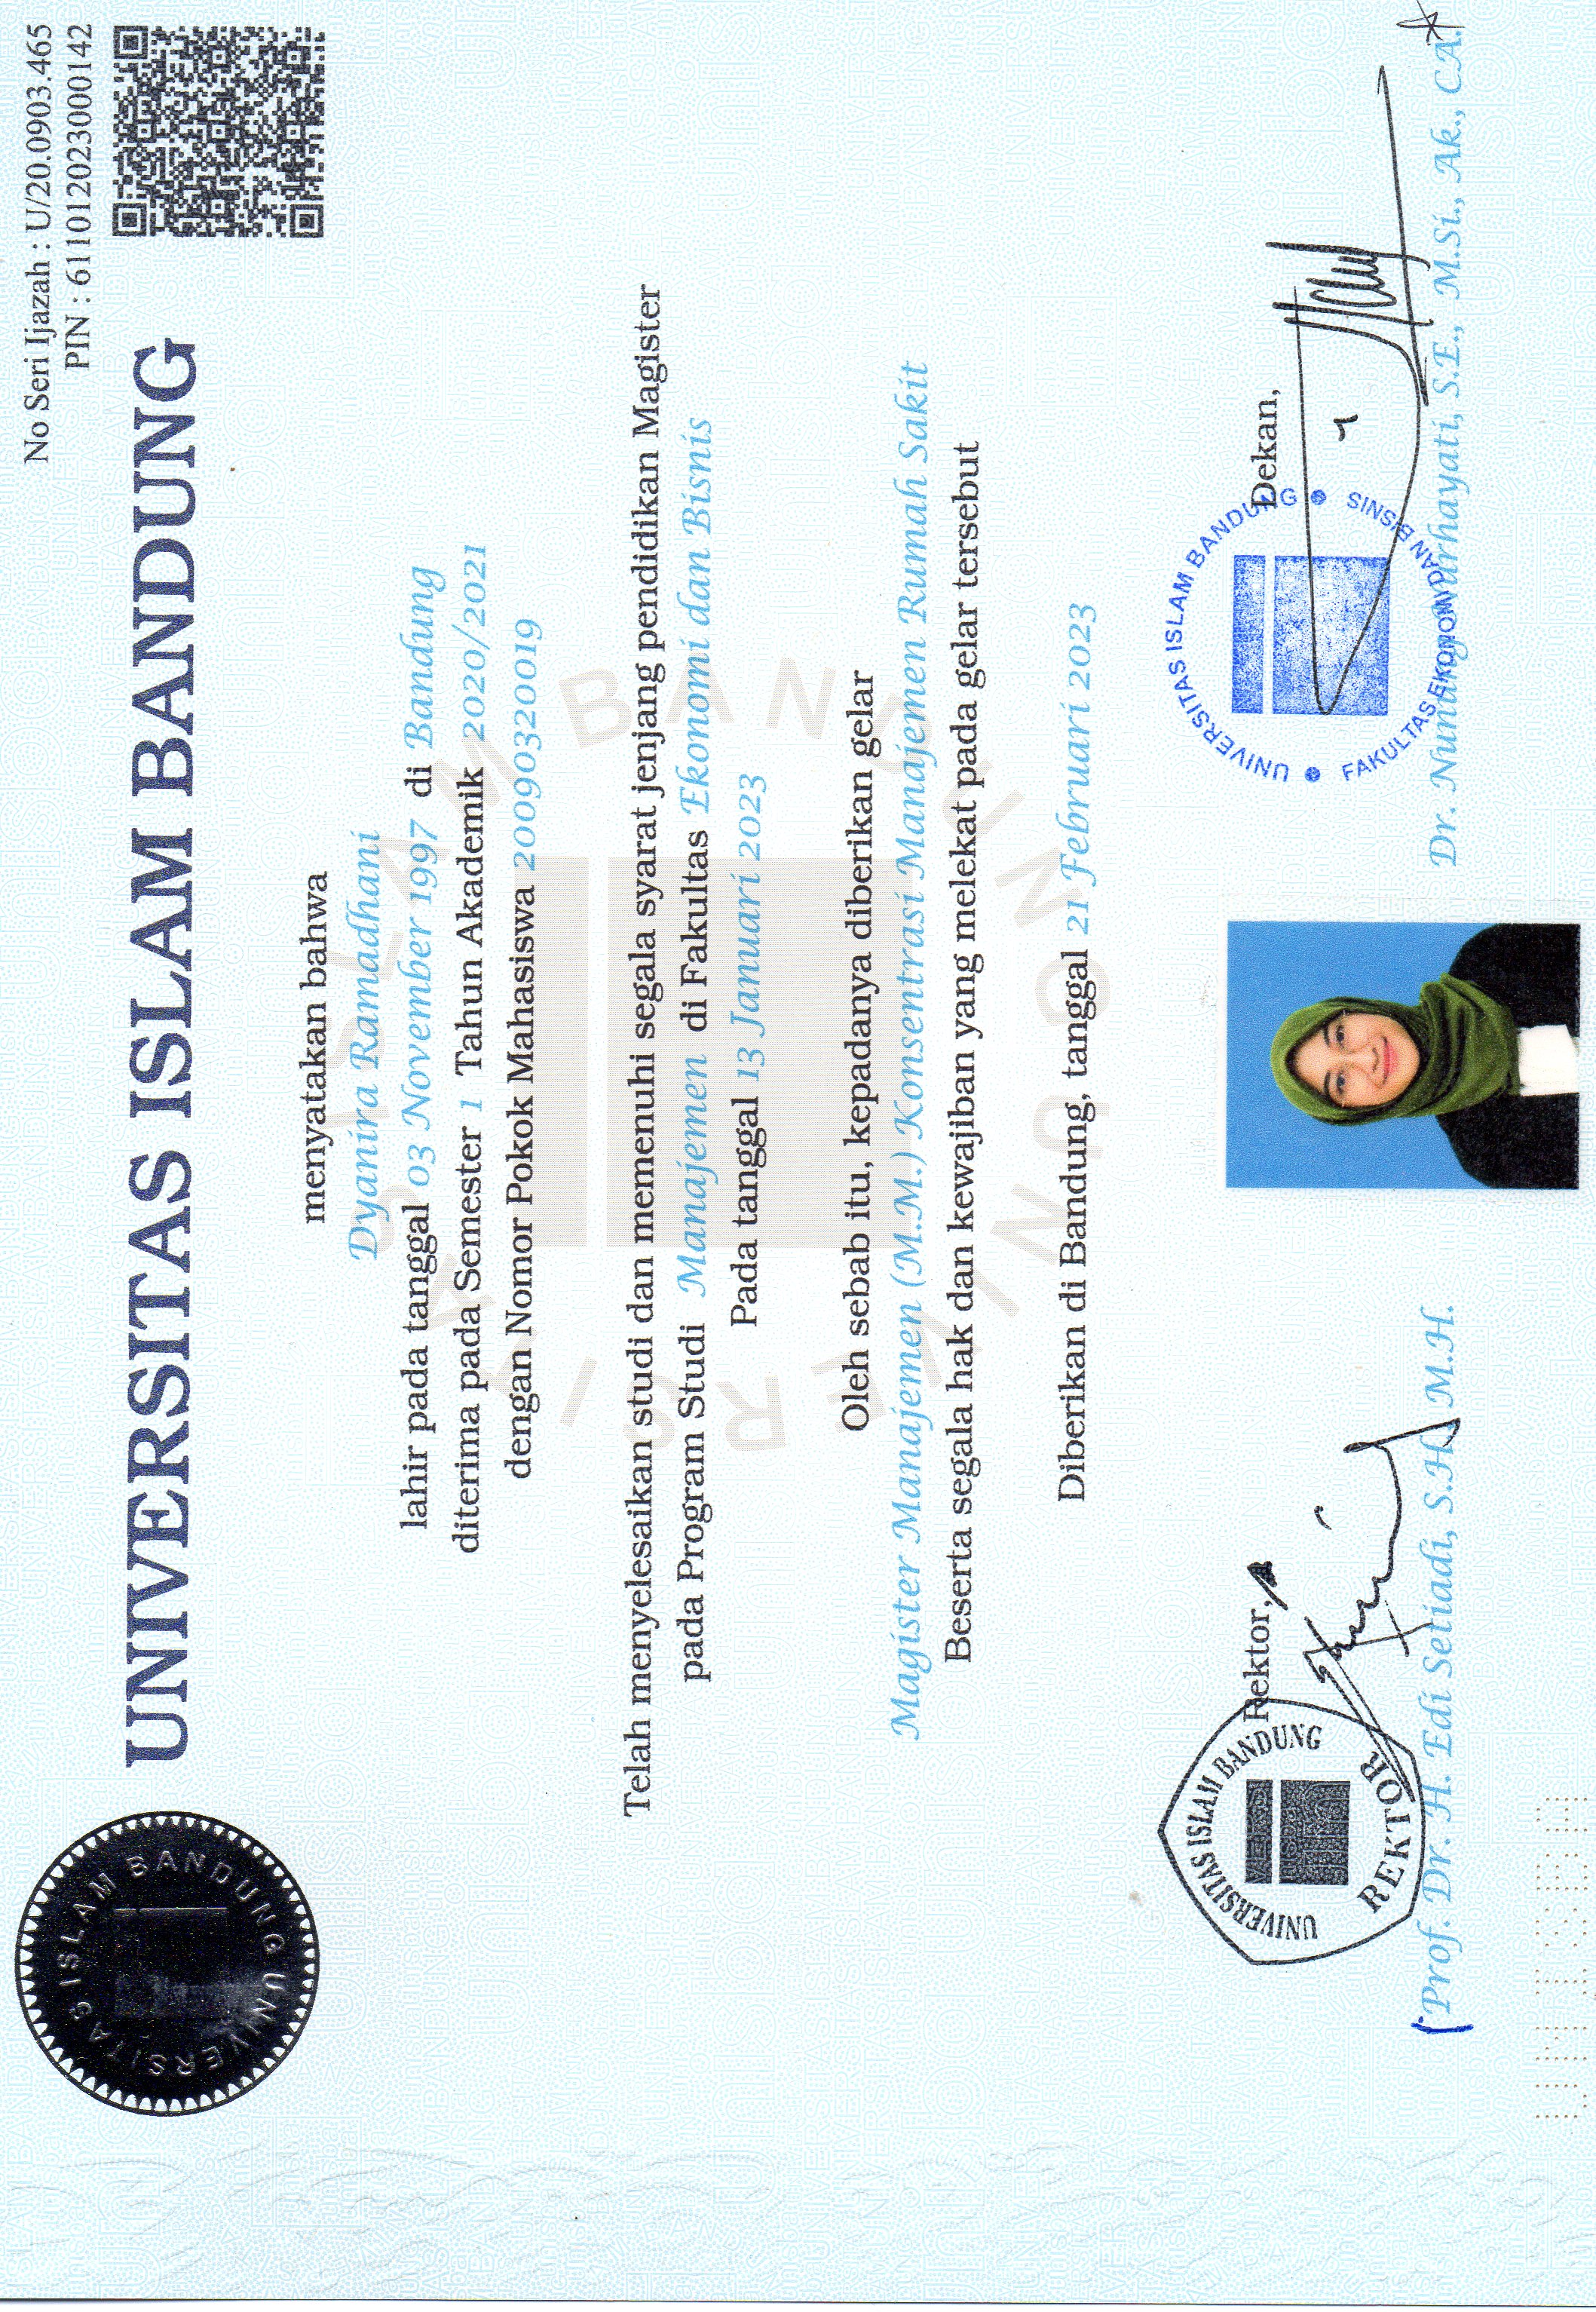 No Seri Ijazah : U/20.0903.465
PIN : 611012023000142
UNIVERSITAS ISLAM BANDUNG
UNIVERSITAS ISLAM BANDUNG
menyatakan bahwa
Dyanira Ramadhani
lahir pada tanggal 03 November 1997 di Bandung
diterima pada Semester 1 Tahun Akademik 2020/2021
dengan Nomor Pokok Mahasiswa 20090320019
Telah menyelesaikan studi dan memenuhi segala syarat jenjang pendidikan Magister
pada Program Studi Manajemen di Fakultas Ekonomi dan Bisnis
Pada tanggal 13 Januari 2023
Oleh sebab itu, kepadanya diberikan gelar
Magister Manajemen (M.M.) Konsentrasi Manajemen Rumah Sakit
Beserta segala hak dan kewajiban yang melekat pada gelar tersebut
Diberikan di Bandung, tanggal 21 Februari 2023
UNIVERSITAS ISLAM BANDUNG
REKTOR
Rektor,
Prof. Dr. H. Edi Setiadi, S.H., M.H.
UNIVERSITAS ISLAM BANDUNG
FAKULTAS EKONOMI DAN BISNIS
Dekan,
Dr. Nunung Nurhayati, S.E., M.Si., Ak., CA.
UNISBA